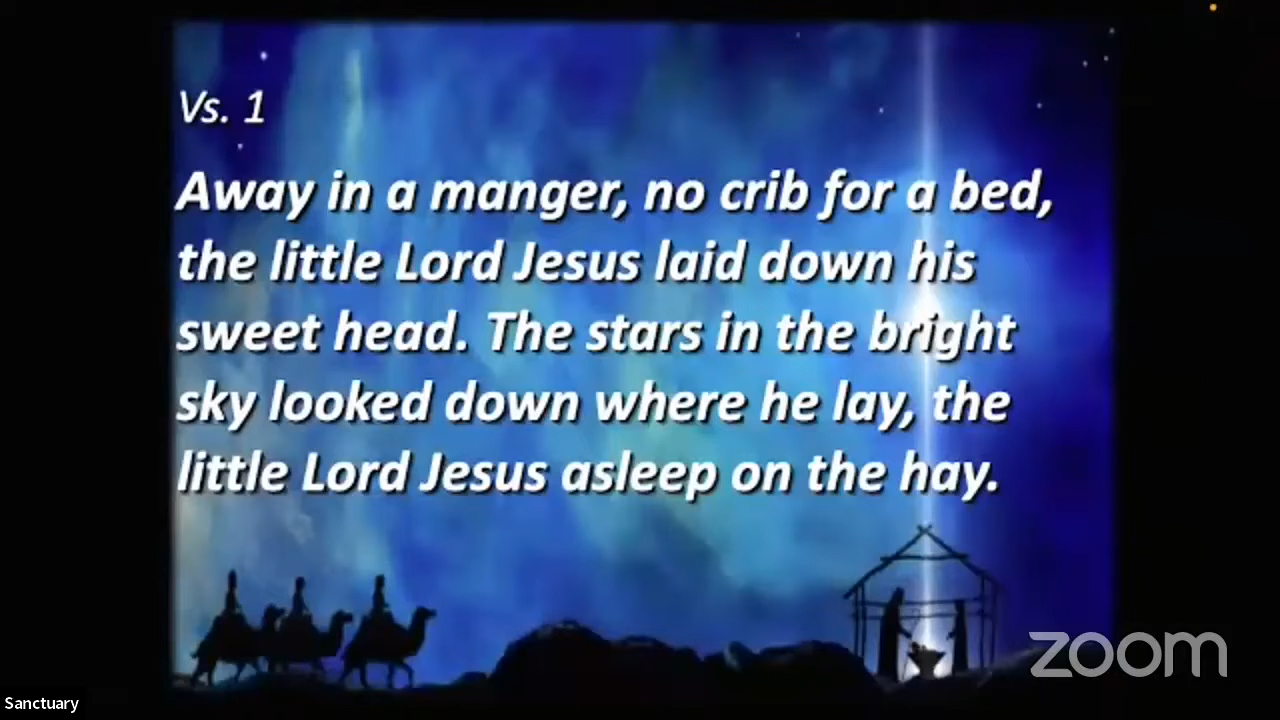 Vs. 1
Away in a manger, no crib for a bed,
the little Lord Jesus laid down his
sweet head. The stars in the bright
sky looked down where he lay, the
little Lord Jesus asleep on the hay.
zoom
Sanctuary